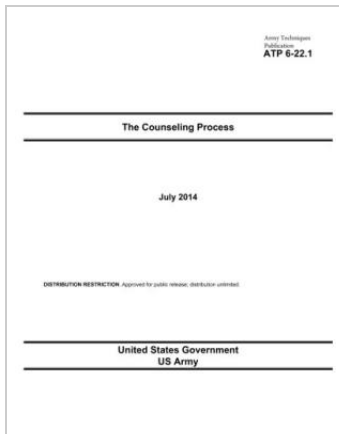 Army Techniques
Publication
ATP 6-22.1
The Counseling Process
July 2014
DISTRIBUTION RESTRICTION. Approved for public release; distribution unlimited.
United States Government
US Army